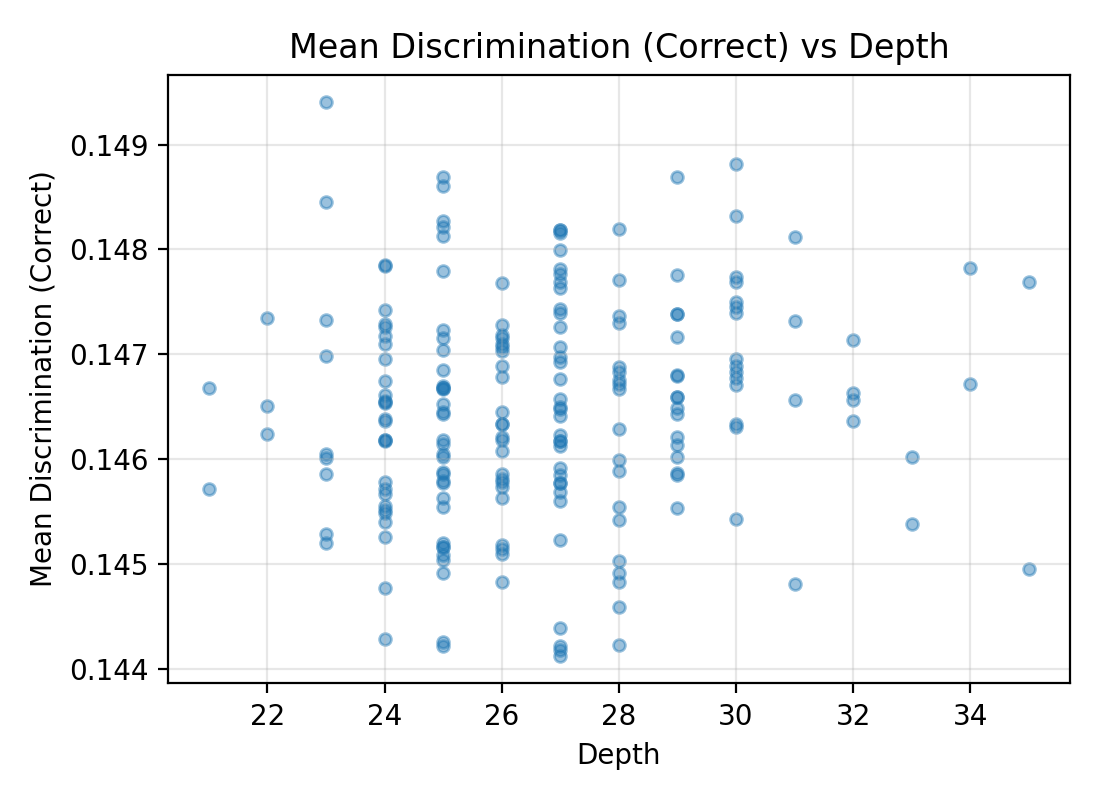 Mean Discrimination (Correct) vs Depth
Mean Discrimination (Correct)
0.149
0.148
0.147
0.146
0.145
0.144
22 24 26 28 30 32 34
Depth